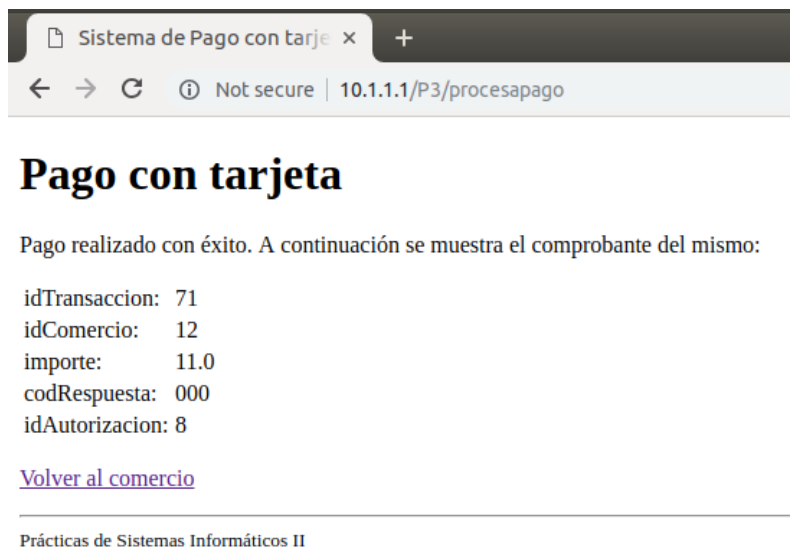 Sistema de Pago con tarje
Not secure | 10.1.1.1/P3/procesapago
Pago con tarjeta
Pago realizado con éxito. A continuación se muestra el comprobante del mismo:
idTransaccion: 71
idComercio: 12
importe: 11.0
codRespuesta: 000
idAutorizacion: 8
Volver al comercio
Prácticas de Sistemas Informáticos II